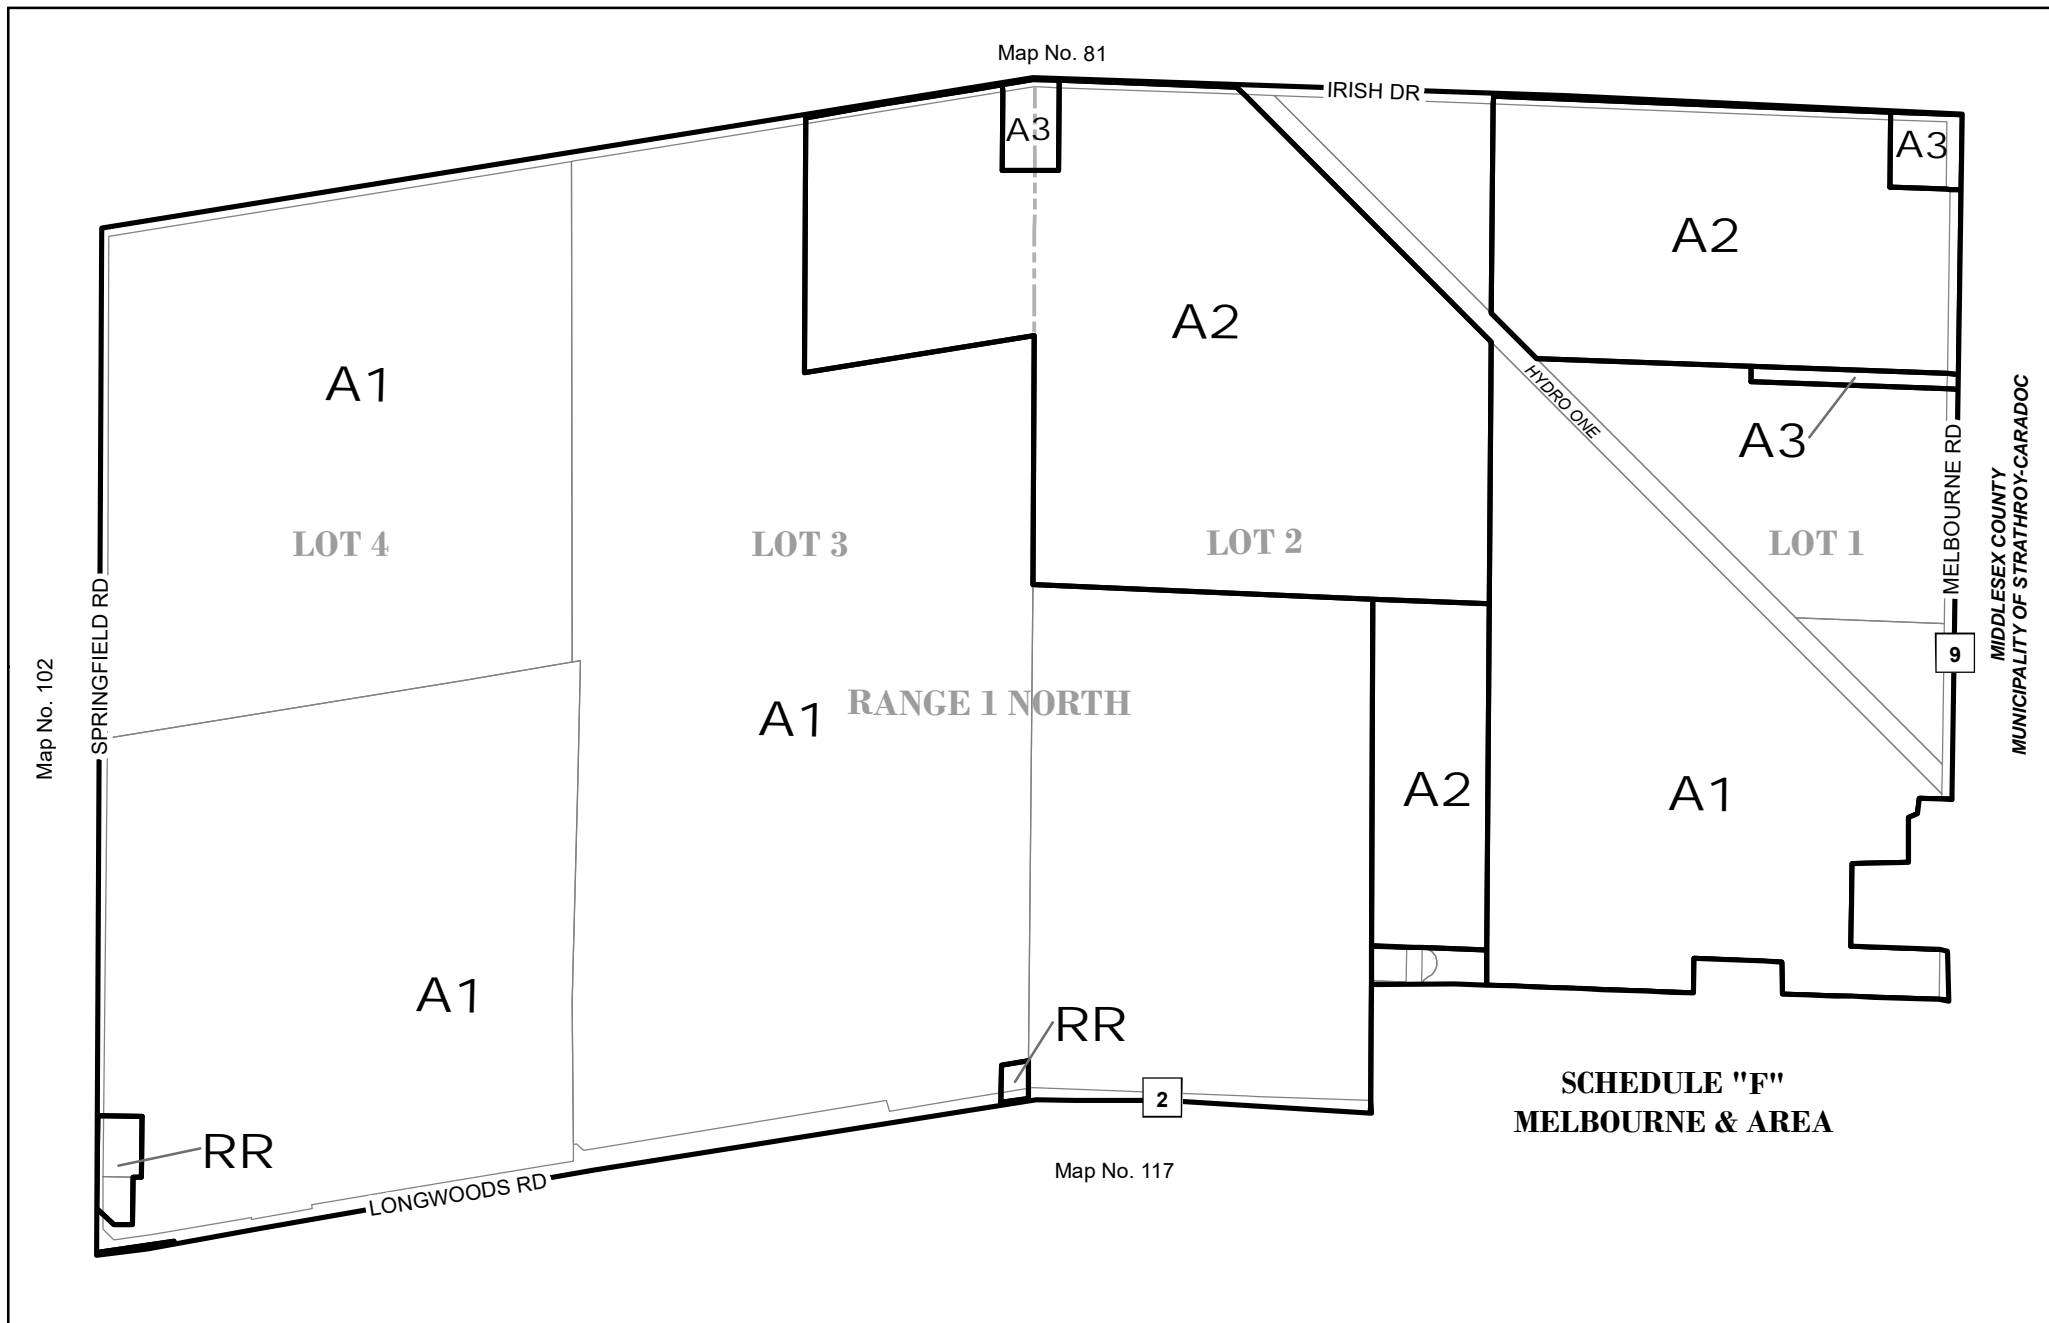 Map No. 81
IRISH DR
A3
A3
A2
A2
A1
HYDRO ONE
A3
MELBOURNE RD
MIDDLESEX COUNTY
MUNICIPALITY OF STRATHROY-CARADOC
LOT 4
LOT 3
LOT 2
LOT 1
SPRINGFIELD RD
Map No. 102
9
RANGE 1 NORTH
A1
A2
A1
A1
RR
SCHEDULE "F"
MELBOURNE & AREA
2
RR
Map No. 117
LONGWOODS RD